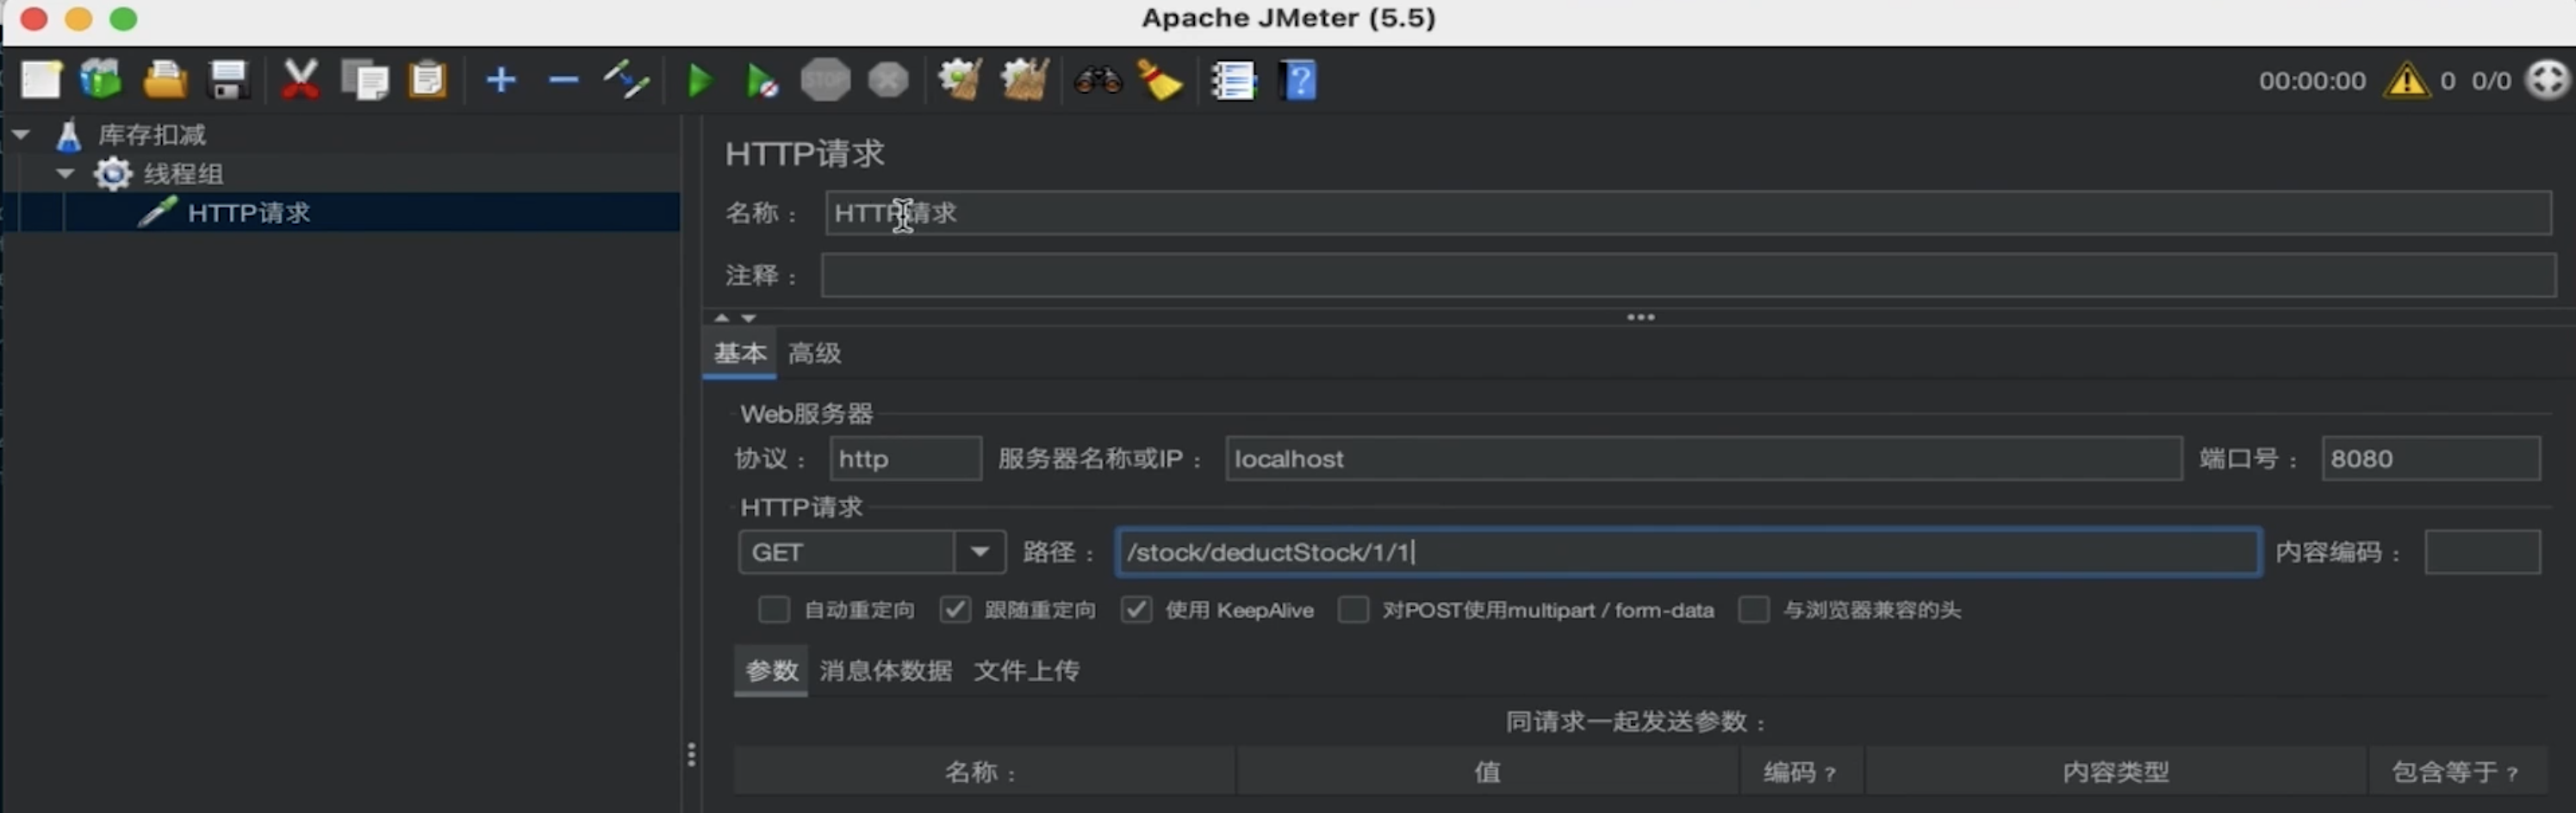 Apache JMeter (5.5)
STOP
00:00:00 0 0/0
库存扣减
线程组
HTTP请求
HTTP请求
名称： HTTP请求
注释：
基本 高级
Web服务器
协议： http 服务器名称或IP： localhost 端口号： 8080
HTTP请求
GET 路径： /stock/deductStock/1/1 内容编码：
自动重定向 跟随重定向 使用 KeepAlive 对POST使用multipart / form-data 与浏览器兼容的头
参数 消息体数据 文件上传
同请求一起发送参数：
名称： 值 编码？ 内容类型 包含等于？